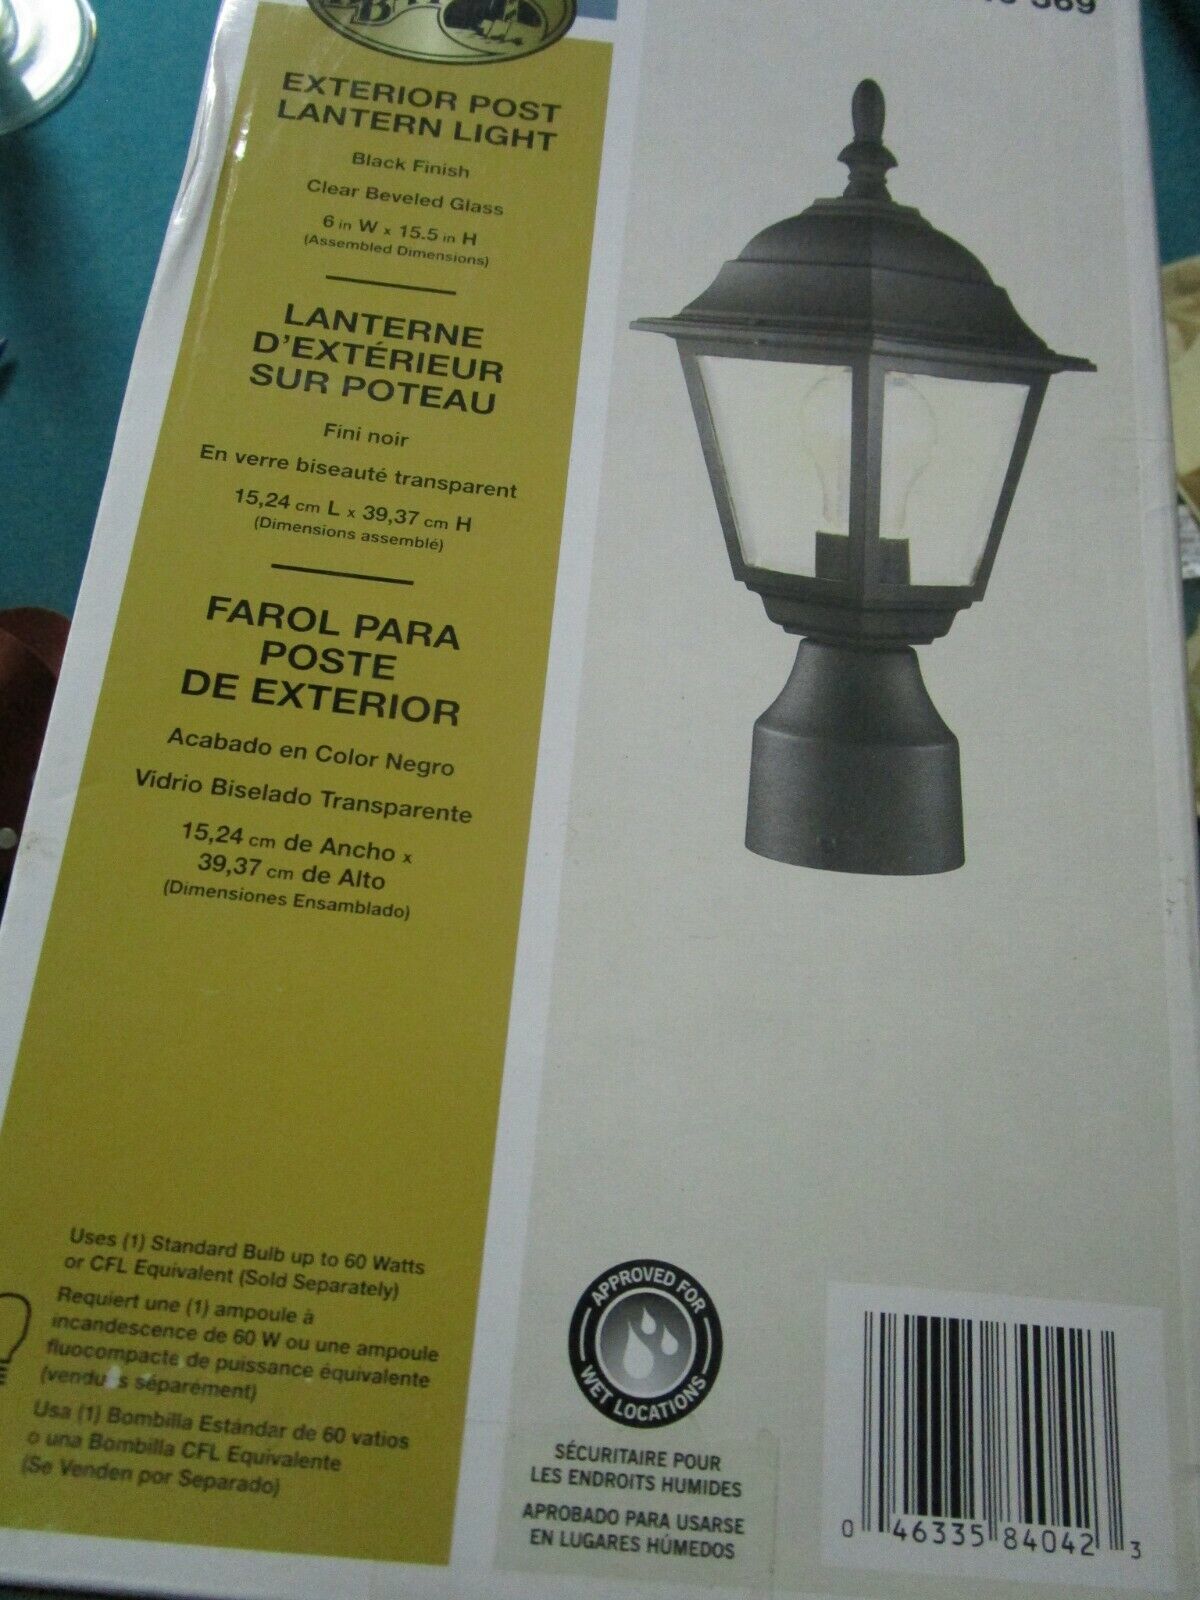 569
EXTERIOR POST
LANTERN LIGHT
Black Finish
Clear Beveled Glass
6 in W x 15.5 in H
(Assembled Dimensions)
LANTERNE
D'EXTÉRIEUR
SUR POTEAU
Fini noir
En verre biseauté transparent
15,24 cm L x 39,37 cm H
(Dimensions assemblé)
FAROL PARA
POSTE
DE EXTERIOR
Acabado en Color Negro
Vidrio Biselado Transparente
15,24 cm de Ancho x
39,37 cm de Alto
(Dimensiones Ensamblado)
Uses (1) Standard Bulb up to 60 Watts
or CFL Equivalent (Sold Separately)
Requiert une (1) ampoule à
incandescence de 60 W ou une ampoule
fluocompacte de puissance équivalente
séparément)
Usa (1) Bombilla Estándar de 60 vatios
o una Bombilla CFL Equivalente
(Se Venden por Separado)
APPROVED FOR
WET LOCATIONS
SÉCURITAIRE POUR
LES ENDROITS HUMIDES
APROBADO PARA USARSE
EN LUGARES HÚMEDOS
0 46335 84042 3